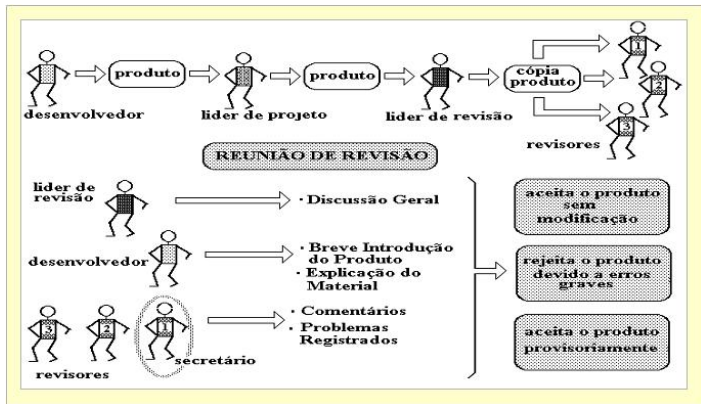 desenvolvedor
produto
lider de projeto
produto
lider de revisão
cópia
produto
1
2
3
revisores
REUNIÃO DE REVISÃO
lider de
revisão
· Discussão Geral
desenvolvedor
· Breve Introdução
do Produto
· Explicação do
Material
3
2
1
revisores
secretário
· Comentários
· Problemas
Registrados
aceita o produto
sem
modificação
rejeita o produto
devido a erros
graves
aceita o produto
provisoriamente